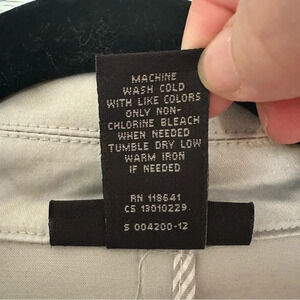 MACHINE
WASH COLD
WITH LIKE COLORS
ONLY NON-
CHLORINE BLEACH
WHEN NEEDED
TUMBLE DRY LOW
WARM IRON
IF NEEDED
RN 118641
CS 13010229.
S 004200-12